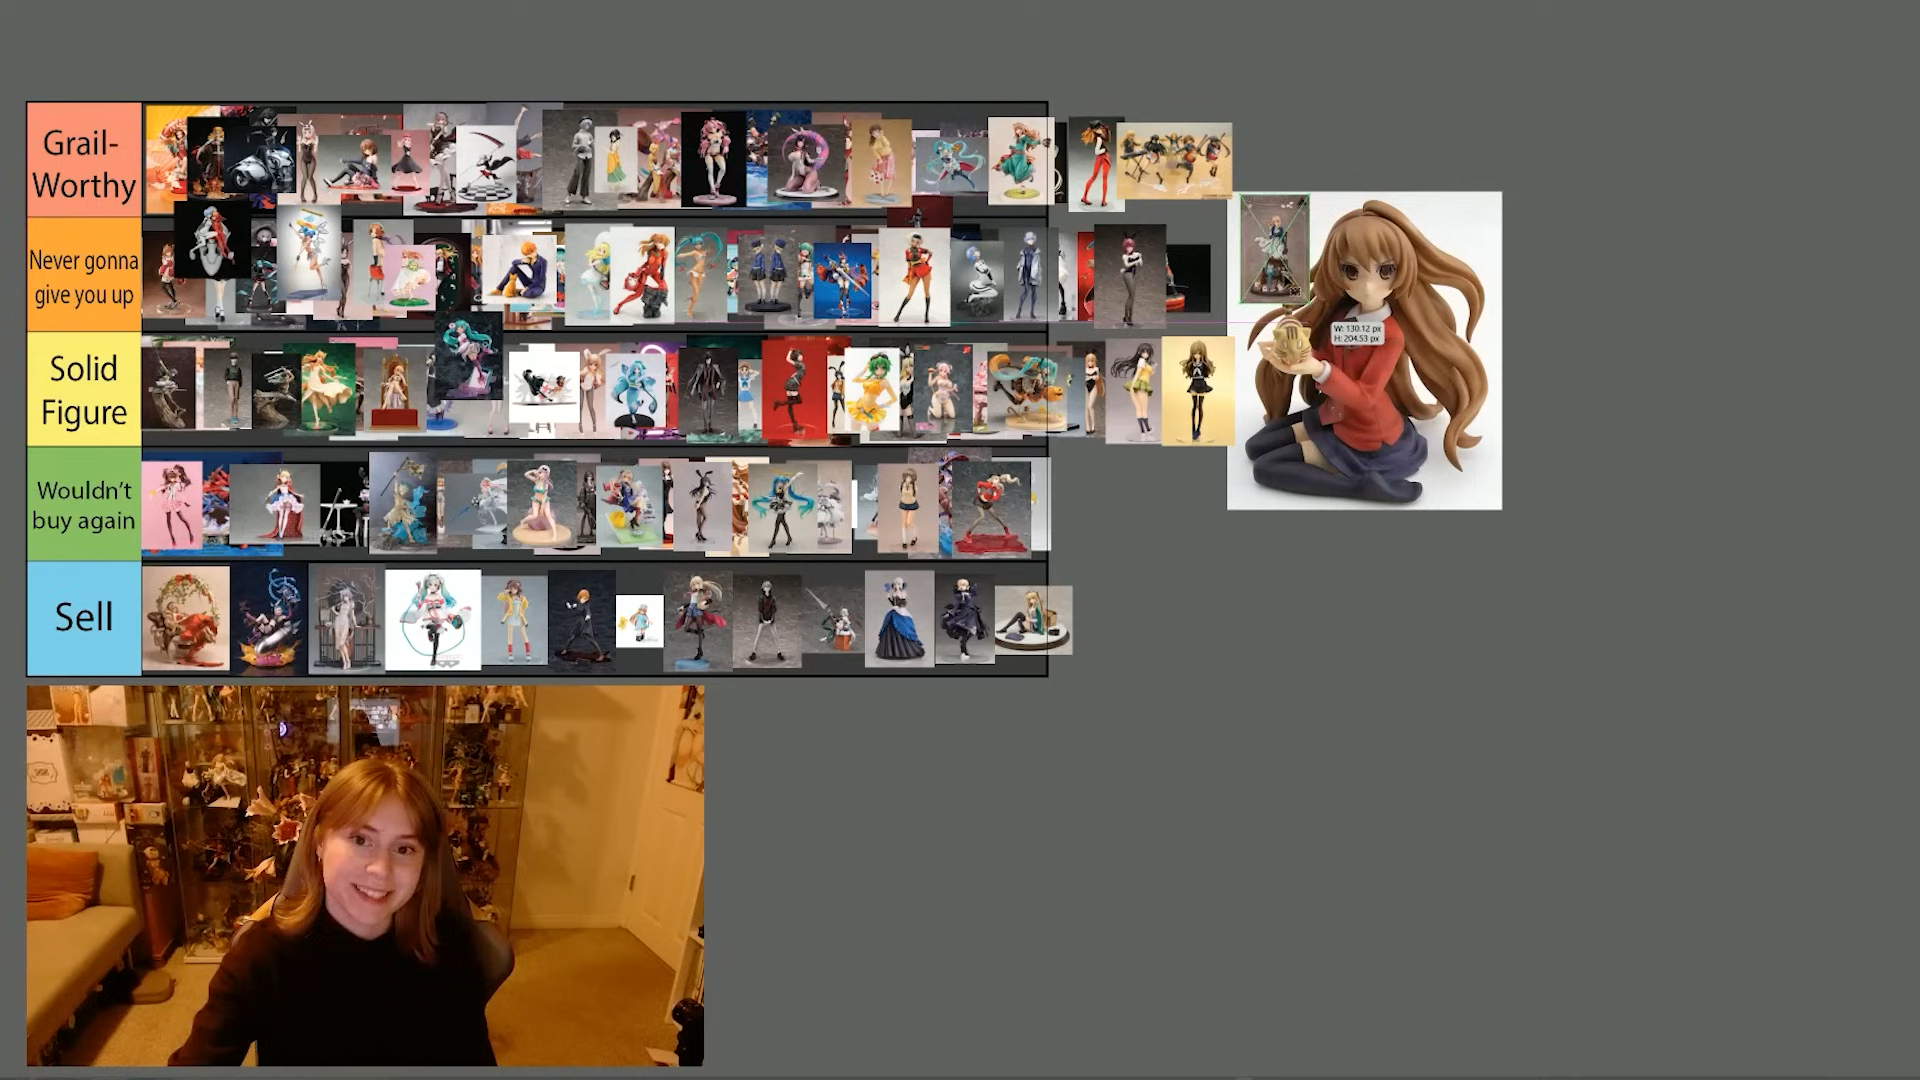 Grail-
Worthy
Never gonna
give you up
Solid
Figure
Wouldn't
buy again
Sell
W: 130.12 px
H: 204.53 px